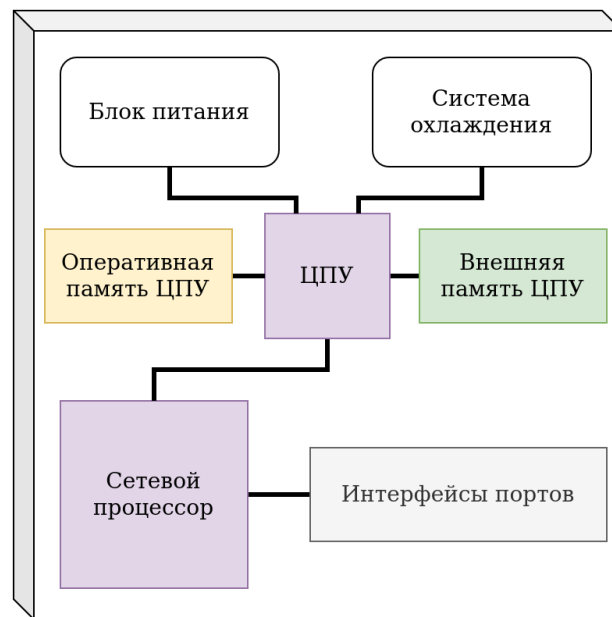 Блок питания
Система
охлаждения
Оперативная
память ЦПУ
ЦПУ
Внешняя
память ЦПУ
Сетевой
процессор
Интерфейсы портов